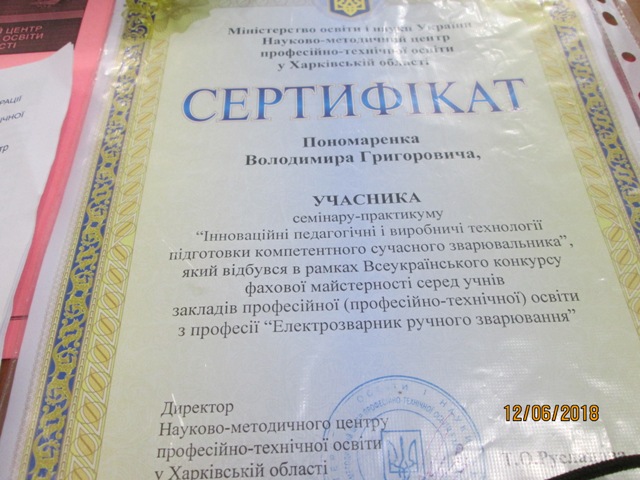 Міністерство освіти і науки України
Науково-методичний центр
професійно-технічної освіти
у Харківській області
СЕРТИФІКАТ
Пономаренка
Володимира Григоровича,
УЧАСНИКА
семінару-практикуму
“Інноваційні педагогічні і виробничі технології
підготовки компетентного сучасного зварювальника”,
який відбувся в рамках Всеукраїнського конкурсу
фахової майстерності серед учнів
закладів професійної (професійно-технічної) освіти
з професії “Електрозварник ручного зварювання”
Директор
Науково-методичного центру
професійно-технічної освіти
у Харківській області
12/06/2018